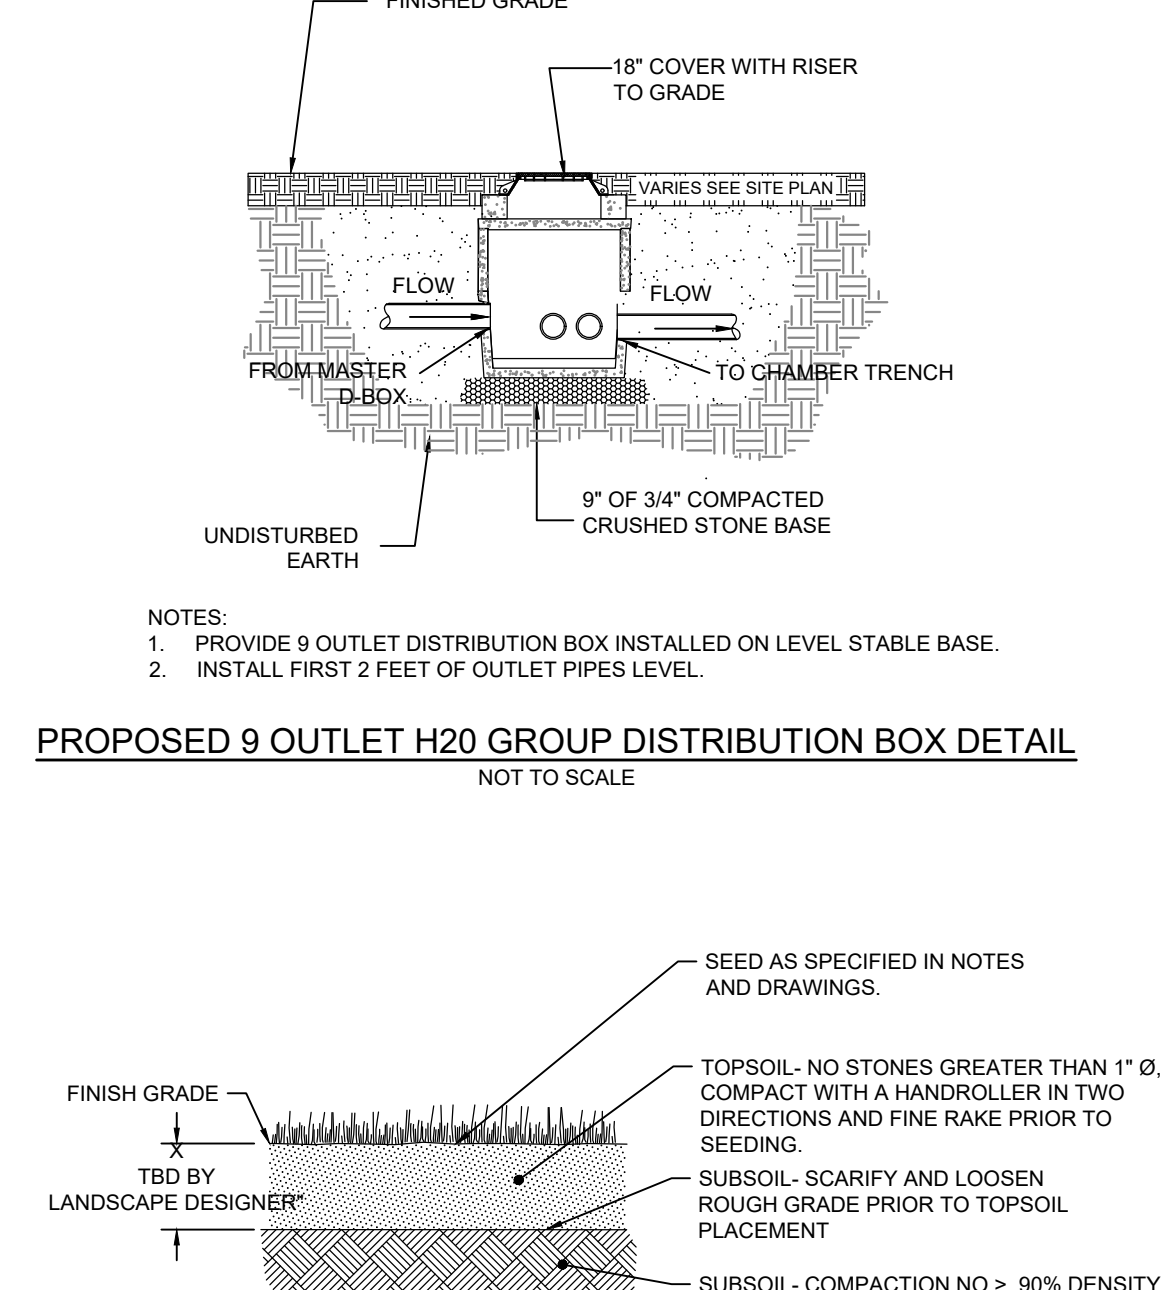 FINISHED GRADE
18" COVER WITH RISER
TO GRADE
VARIES SEE SITE PLAN
FLOW
FLOW
FROM MASTER
D-BOX
TO CHAMBER TRENCH
9" OF 3/4" COMPACTED
CRUSHED STONE BASE
UNDISTURBED
EARTH
NOTES:
1. PROVIDE 9 OUTLET DISTRIBUTION BOX INSTALLED ON LEVEL STABLE BASE.
2. INSTALL FIRST 2 FEET OF OUTLET PIPES LEVEL.
PROPOSED 9 OUTLET H20 GROUP DISTRIBUTION BOX DETAIL
NOT TO SCALE
SEED AS SPECIFIED IN NOTES
AND DRAWINGS.
TOPSOIL- NO STONES GREATER THAN 1" Ø,
COMPACT WITH A HANDROLLER IN TWO
DIRECTIONS AND FINE RAKE PRIOR TO
SEEDING.
FINISH GRADE
X
TBD BY
LANDSCAPE DESIGNER"
SUBSOIL- SCARIFY AND LOOSEN
ROUGH GRADE PRIOR TO TOPSOIL
PLACEMENT
SUBSOIL- COMPACTION NO > 90% DENSITY